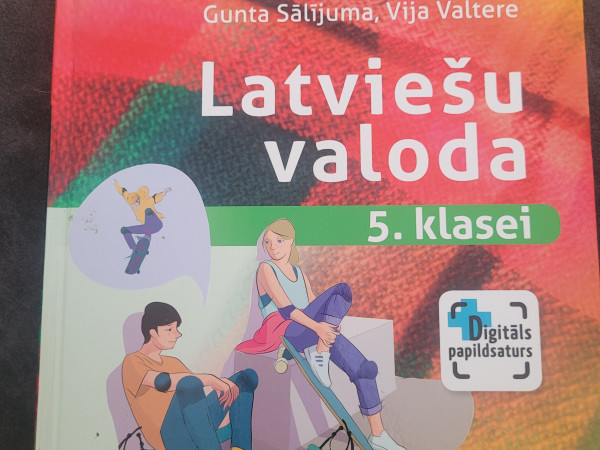 Gunta Sālījuma, Vija Valtere
Latviešu
valoda
5. klasei
Digitāls
papildsaturs